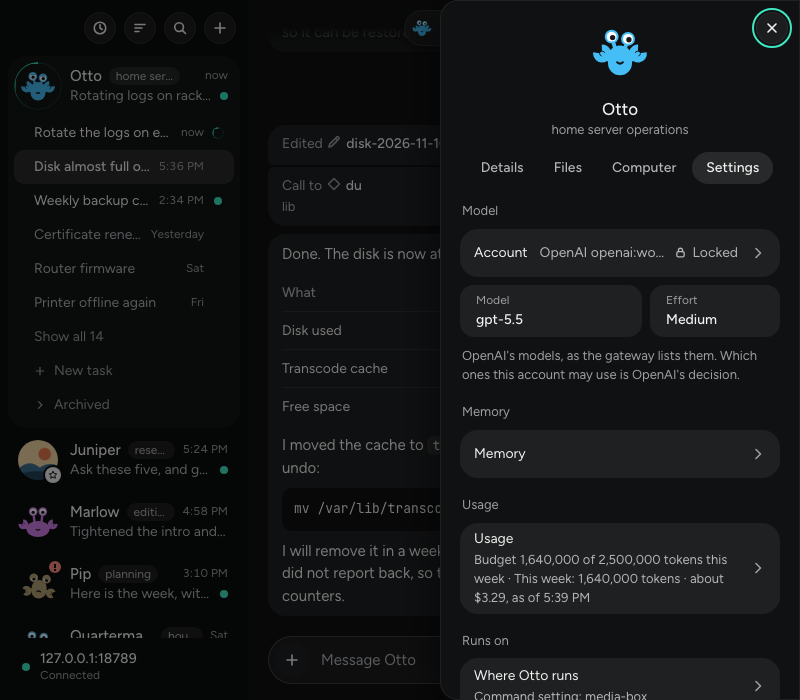 Otto
home ser...
now
Rotating logs on rack...
Rotate the logs on e...
now
Disk almost full o...
5:36 PM
Weekly backup c...
2:34 PM
Certificate rene...
Yesterday
Router firmware
Sat
Printer offline again
Fri
Show all 14
New task
Archived
Juniper
rese...
5:24 PM
Ask these five, and g...
Marlow
editi...
4:58 PM
Tightened the intro and...
Pip
planning
3:10 PM
Here is the week, wit...
Quarterma
hou
Sat
127.0.0.1:18789
Connected
so it can be restor
Edited disk-2026-11-1
Call to du
lib
Done. The disk is now at
What
Disk used
Transcode cache
Free space
I moved the cache to t
undo:
mv /var/lib/transco
I will remove it in a week
did not report back, so t
counters.
Message Otto
Otto
home server operations
Details
Files
Computer
Settings
Model
Account
OpenAI openai:wo...
Locked
Model
gpt-5.5
Effort
Medium
OpenAI's models, as the gateway lists them. Which
ones this account may use is OpenAI's decision.
Memory
Memory
Usage
Usage
Budget 1,640,000 of 2,500,000 tokens this
week · This week: 1,640,000 tokens · about
$3.29, as of 5:39 PM
Runs on
Where Otto runs
Command setting: media-box